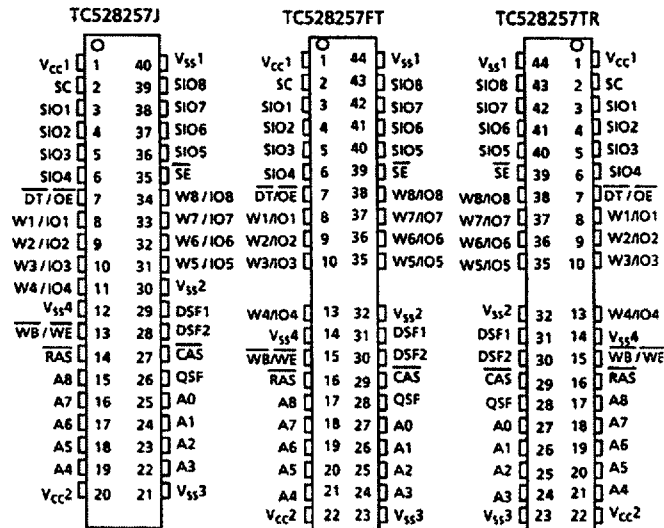 TC528257J TC528257FT TC528257TR
VCC1 1 40 VSS1 VCC1 1 44 VSS1 VSS1 44 1 VCC1
SC 2 39 SIO8 SC 2 43 SIO8 SIO8 43 2 SC
SIO1 3 38 SIO7 SIO1 3 42 SIO7 SIO7 42 3 SIO1
SIO2 4 37 SIO6 SIO2 4 41 SIO6 SIO6 41 4 SIO2
SIO3 5 36 SIO5 SIO3 5 40 SIO5 SIO5 40 5 SIO3
SIO4 6 35 SE SIO4 6 39 SE SE 39 6 SIO4
DT/OE 7 34 W8/IO8 DT/OE 7 38 W8/IO8 W8/IO8 38 7 DT/OE
W1/IO1 8 33 W7/IO7 W1/IO1 8 37 W7/IO7 W7/IO7 37 8 W1/IO1
W2/IO2 9 32 W6/IO6 W2/IO2 9 36 W6/IO6 W6/IO6 36 9 W2/IO2
W3/IO3 10 31 W5/IO5 W3/IO3 10 35 W5/IO5 W5/IO5 35 10 W3/IO3
W4/IO4 11 30 VSS2
VSS4 12 29 DSF1 W4/IO4 13 32 VSS2 VSS2 32 13 W4/IO4
WB/WE 13 28 DSF2 VSS4 14 31 DSF1 DSF1 31 14 VSS4
RAS 14 27 CAS WB/WE 15 30 DSF2 DSF2 30 15 WB/WE
A8 15 26 QSF RAS 16 29 CAS CAS 29 16 RAS
A7 16 25 A0 A8 17 28 QSF QSF 28 17 A8
A6 17 24 A1 A7 18 27 A0 A0 27 18 A7
A5 18 23 A2 A6 19 26 A1 A1 26 19 A6
A4 19 22 A3 A5 20 25 A2 A2 25 20 A5
VCC2 20 21 VSS3 A4 21 24 A3 A3 24 21 A4
VCC2 22 23 VSS3 VSS3 23 22 VCC2